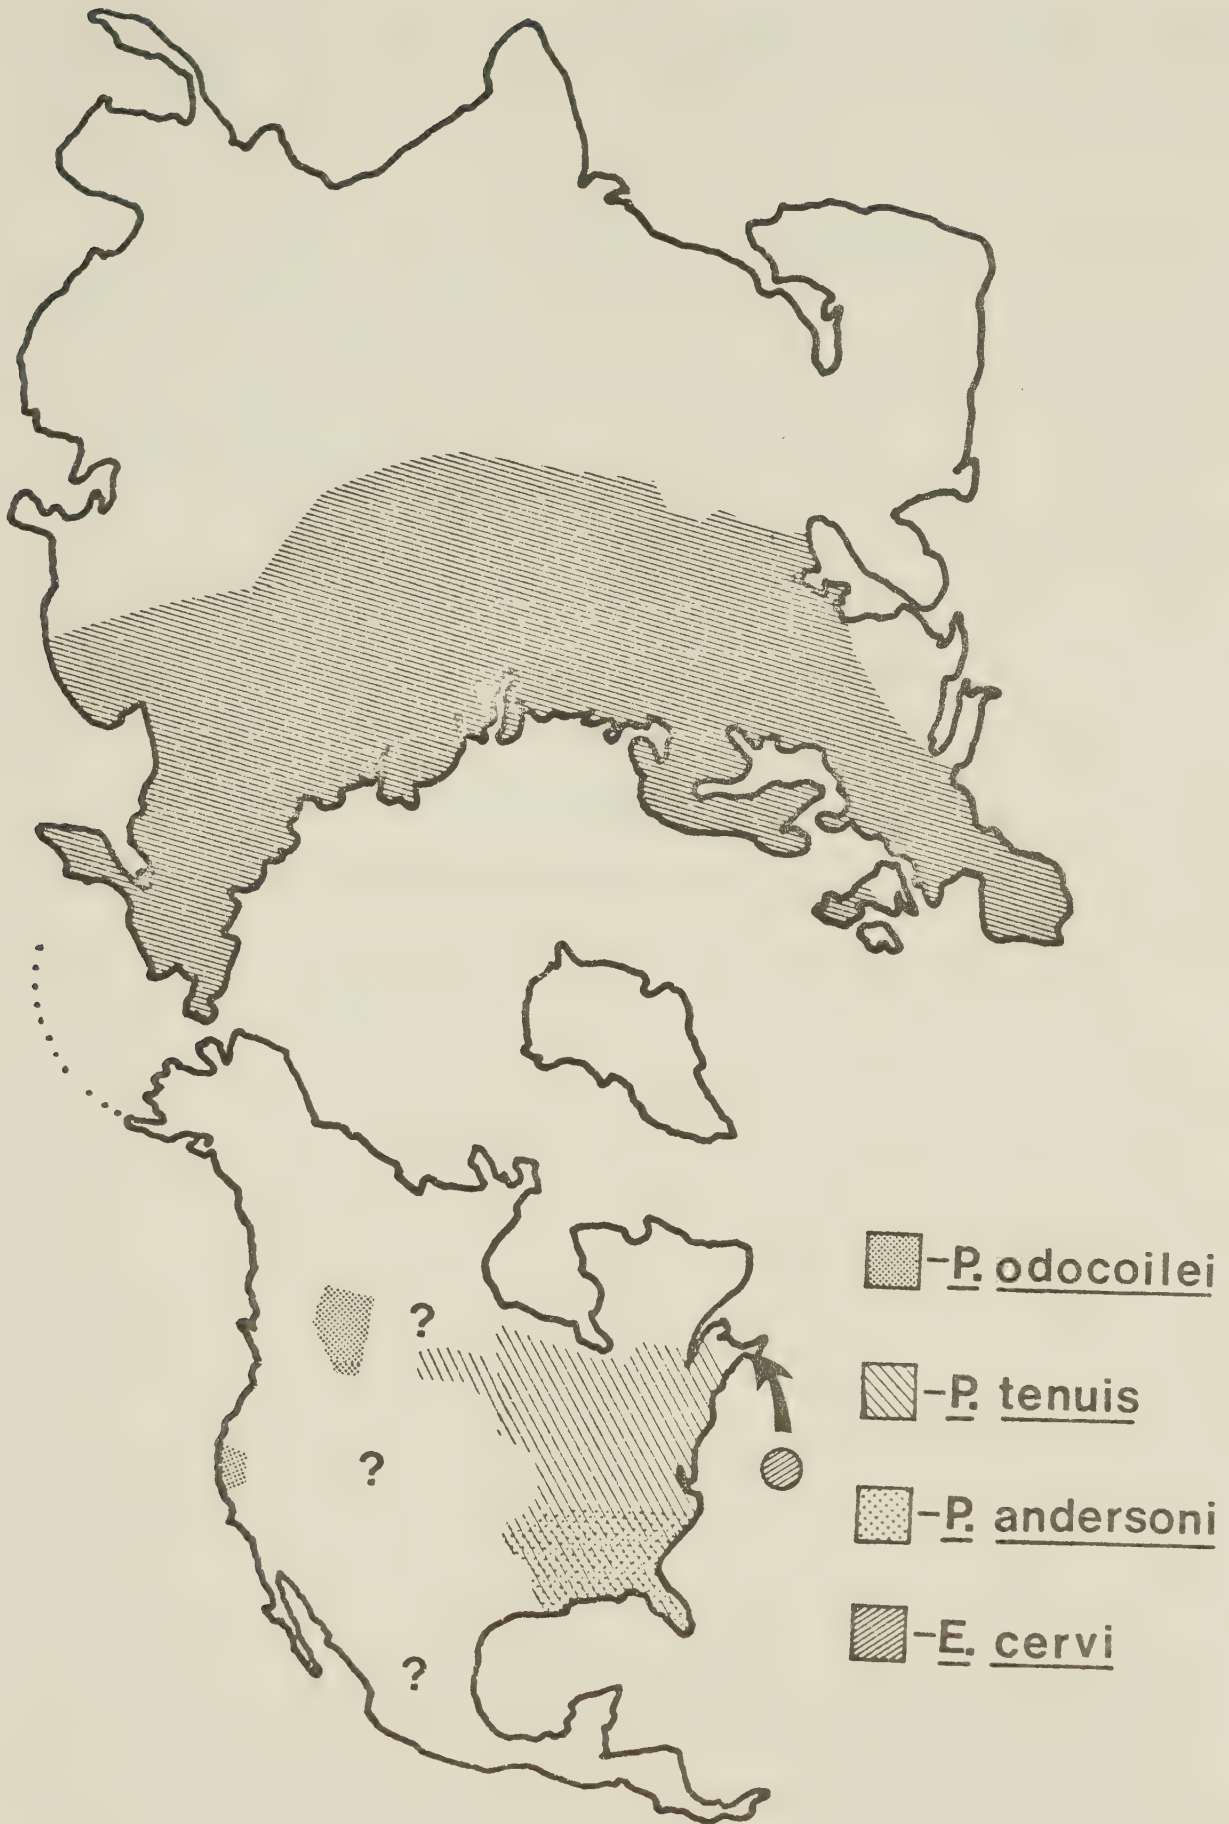 ?
?
?
-P. odocoilei
-P. tenuis
-P. andersoni
-E. cervi